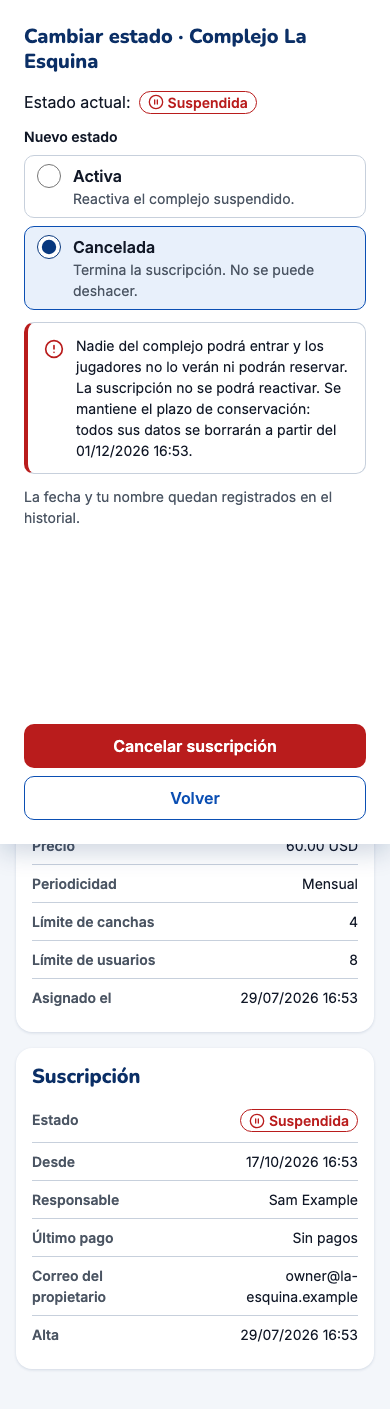 Cambiar estado · Complejo La
Esquina
Estado actual: Suspendida
Nuevo estado
Activa
Reactiva el complejo suspendido.
Cancelada
Termina la suscripción. No se puede
deshacer.
Nadie del complejo podrá entrar y los
jugadores no lo verán ni podrán reservar.
La suscripción no se podrá reactivar. Se
mantiene el plazo de conservación:
todos sus datos se borrarán a partir del
01/12/2026 16:53.
La fecha y tu nombre quedan registrados en el
historial.
Cancelar suscripción
Volver
Precio 60.00 USD
Periodicidad Mensual
Límite de canchas 4
Límite de usuarios 8
Asignado el 29/07/2026 16:53
Suscripción
Estado Suspendida
Desde 17/10/2026 16:53
Responsable Sam Example
Último pago Sin pagos
Correo del owner@la-
propietario esquina.example
Alta 29/07/2026 16:53